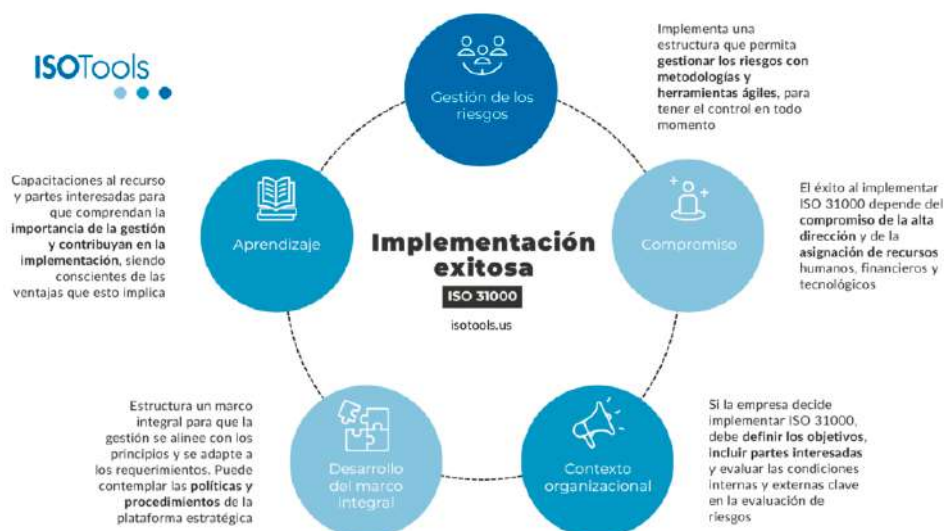 ISOTools
Gestión de los
riesgos
Implementa una
estructura que permita
gestionar los riesgos con
metodologías y
herramientas ágiles, para
tener el control en todo
momento
Compromiso
El éxito al implementar
ISO 31000 depende del
compromiso de la alta
dirección y de la
asignación de recursos
humanos, financieros y
tecnológicos
Contexto
organizacional
Si la empresa decide
implementar ISO 31000,
debe definir los objetivos,
incluir partes interesadas
y evaluar las condiciones
internas y externas clave
en la evaluación de
riesgos
Desarrollo
del marco
integral
Estructura un marco
integral para que la
gestión se alinee con los
principios y se adapte a
los requerimientos. Puede
contemplar las políticas y
procedimientos de la
plataforma estratégica
Aprendizaje
Capacitaciones al recurso
y partes interesadas para
que comprendan la
importancia de la gestión
y contribuyan en la
implementación, siendo
conscientes de las
ventajas que esto implica
Implementación
exitosa
ISO 31000
isotools.us